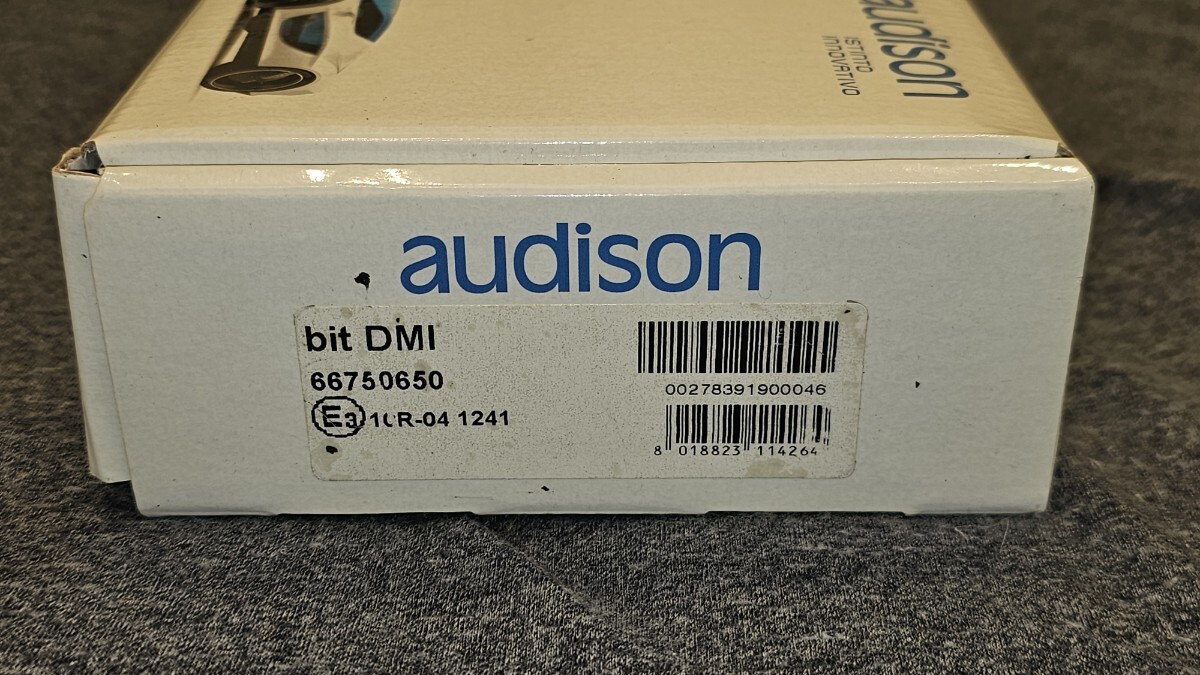 audison
ISTINTO
INNOVATIVO
audison
bit DMI
66750650
E3 10R-04 1241
00278391900046
8 018823 114264